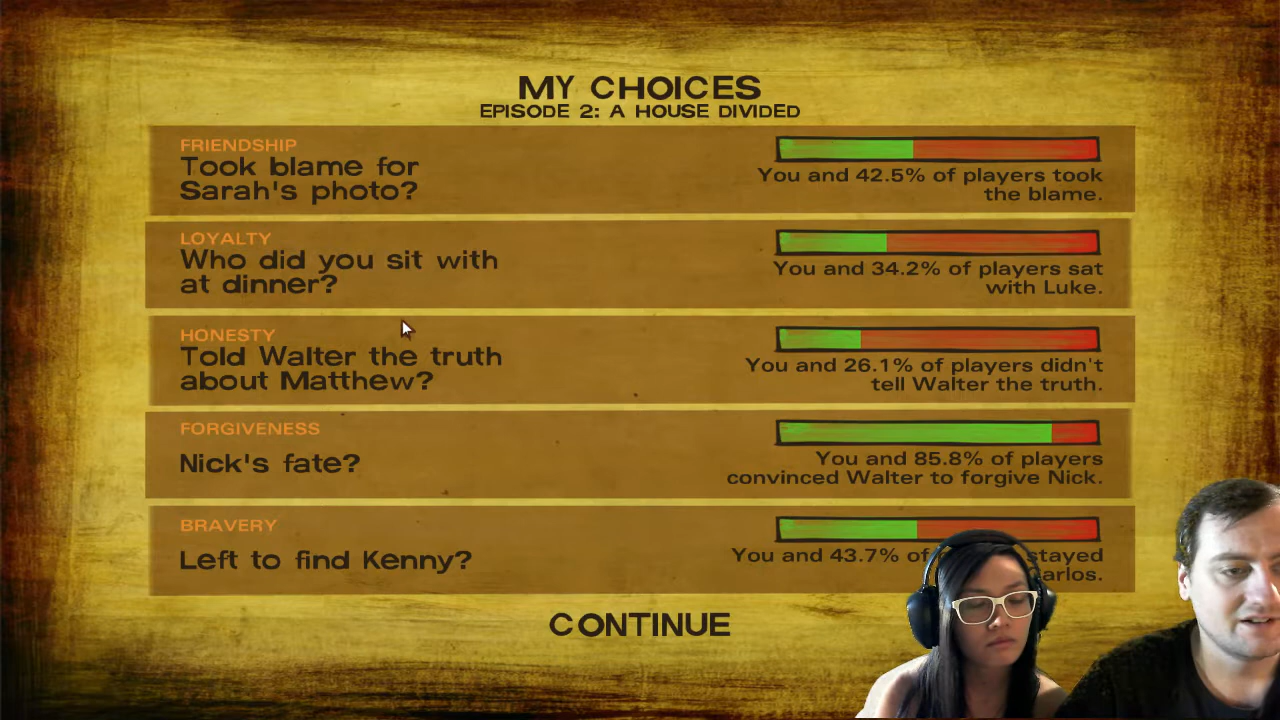 MY CHOICES
EPISODE 2: A HOUSE DIVIDED
FRIENDSHIP
Took blame for
Sarah's photo?
You and 42.5% of players took
the blame.
LOYALTY
Who did you sit with
at dinner?
You and 34.2% of players sat
with Luke.
HONESTY
Told Walter the truth
about Matthew?
You and 26.1% of players didn't
tell Walter the truth.
FORGIVENESS
Nick's fate?
You and 85.8% of players
convinced Walter to forgive Nick.
BRAVERY
Left to find Kenny?
You and 43.7% of stayed
CONTINUE